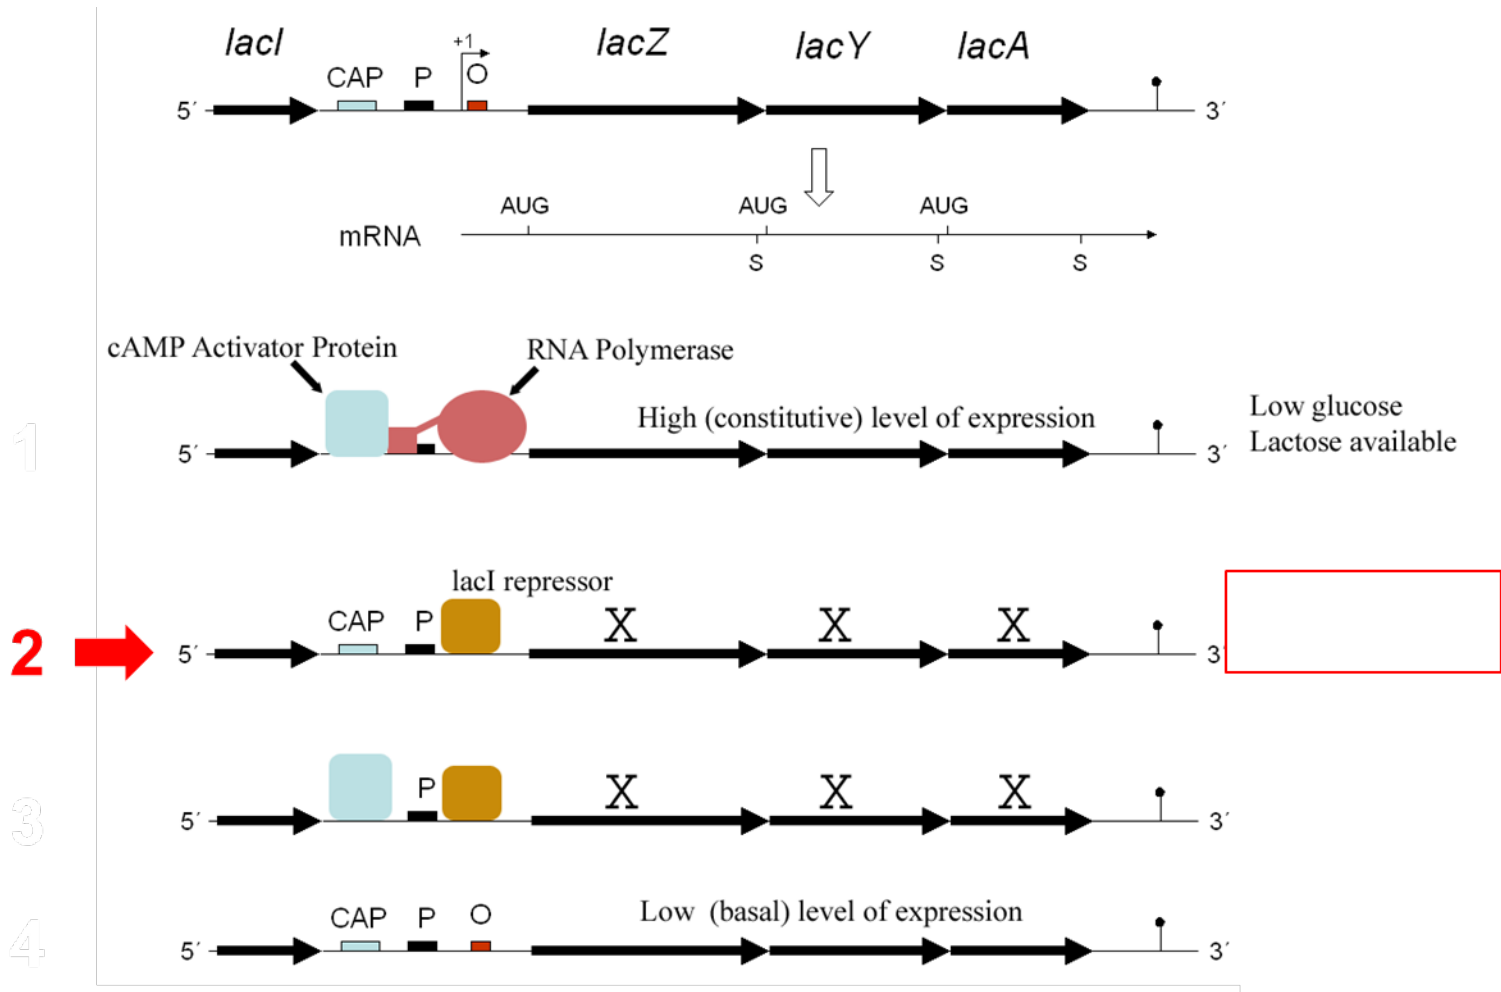 lacI lacZ lacY lacA
+1
CAP P O
5´ 3´
AUG AUG AUG
mRNA
S S S
cAMP Activator Protein RNA Polymerase
High (constitutive) level of expression
Low glucose
Lactose available
1 5´ 3´
lacI repressor
CAP P X X X
2 5´ 3´
P X X X
3 5´ 3´
CAP P O Low (basal) level of expression
4 5´ 3´